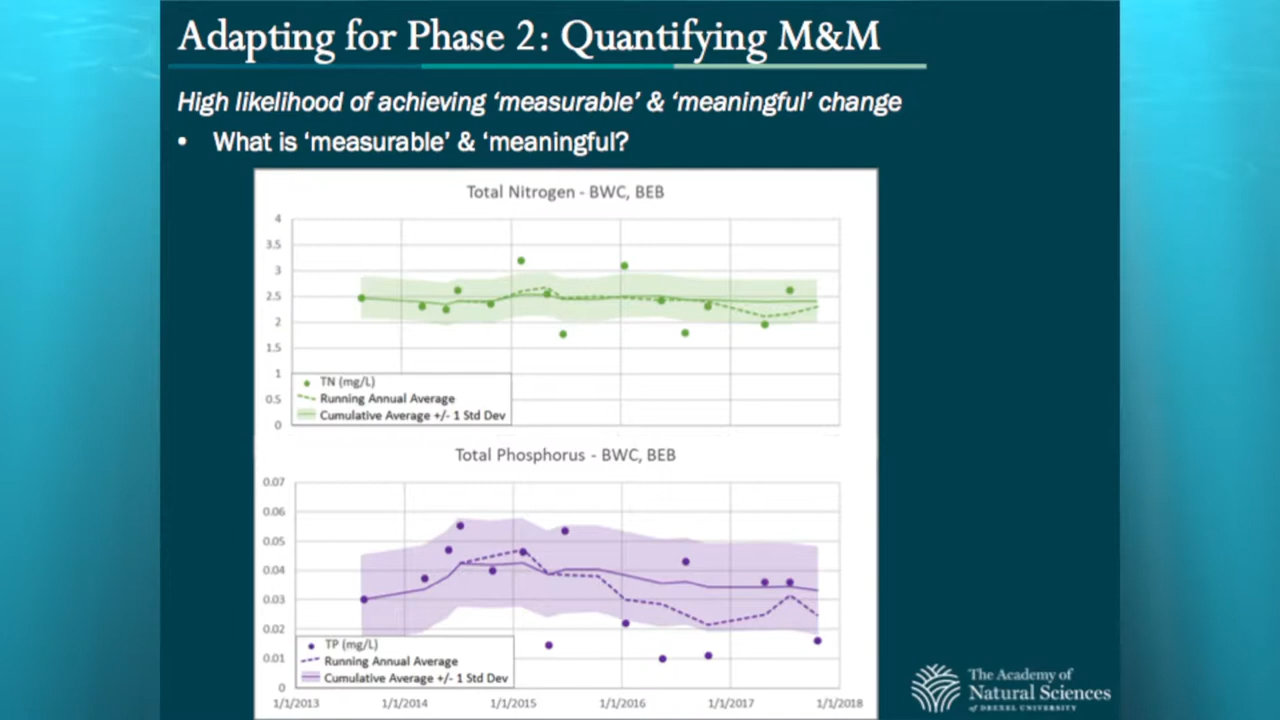 Adapting for Phase 2: Quantifying M&M
High likelihood of achieving ‘measurable’ & ‘meaningful’ change
• What is ‘measurable’ & ‘meaningful?
Total Nitrogen - BWC, BEB
4
3.5
3
2.5
2
1.5
1
0.5
0
TN (mg/L)
Running Annual Average
Cumulative Average +/- 1 Std Dev
Total Phosphorus - BWC, BEB
0.07
0.06
0.05
0.04
0.03
0.02
0.01
0
TP (mg/L)
Running Annual Average
Cumulative Average +/- 1 Std Dev
1/1/2013 1/1/2014 1/1/2015 1/1/2016 1/1/2017 1/1/2018
The Academy of
Natural Sciences
of DREXEL UNIVERSITY